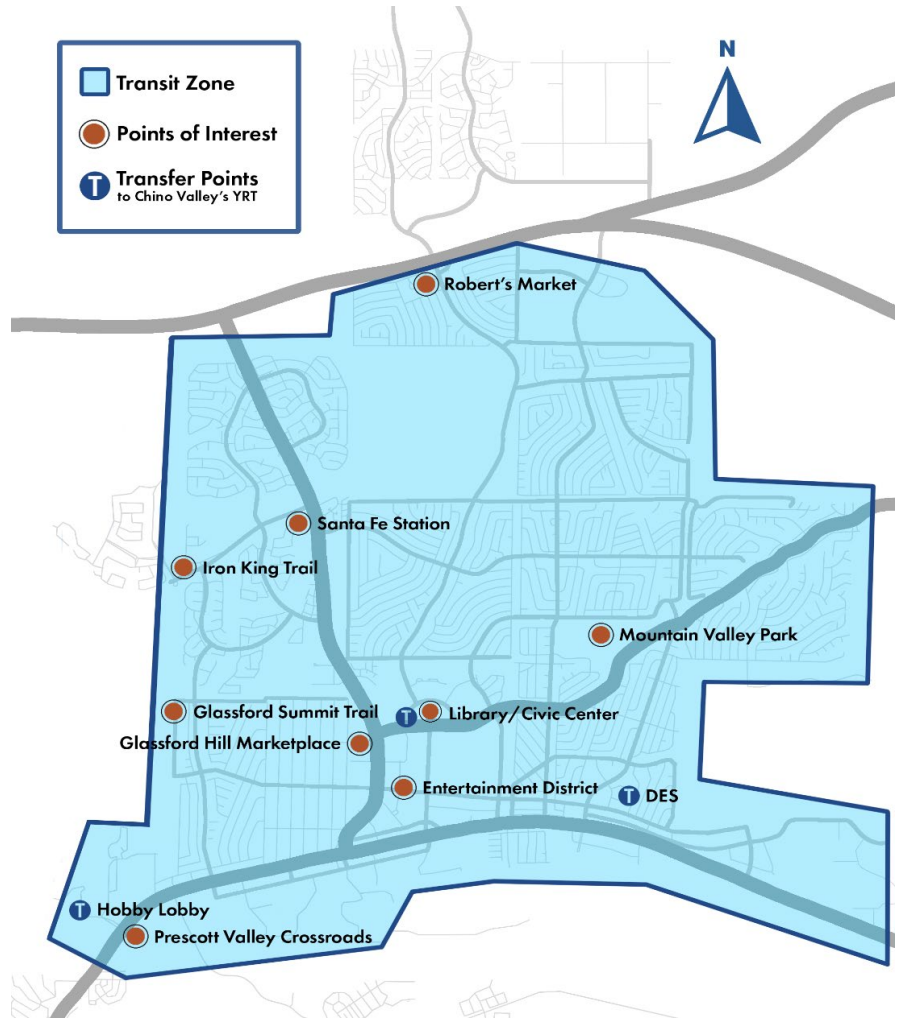 N
Transit Zone
Points of Interest
T Transfer Points
to Chino Valley's YRT
Robert's Market
Santa Fe Station
Iron King Trail
Mountain Valley Park
Glassford Summit Trail
T Library/Civic Center
Glassford Hill Marketplace
Entertainment District
T DES
T Hobby Lobby
Prescott Valley Crossroads